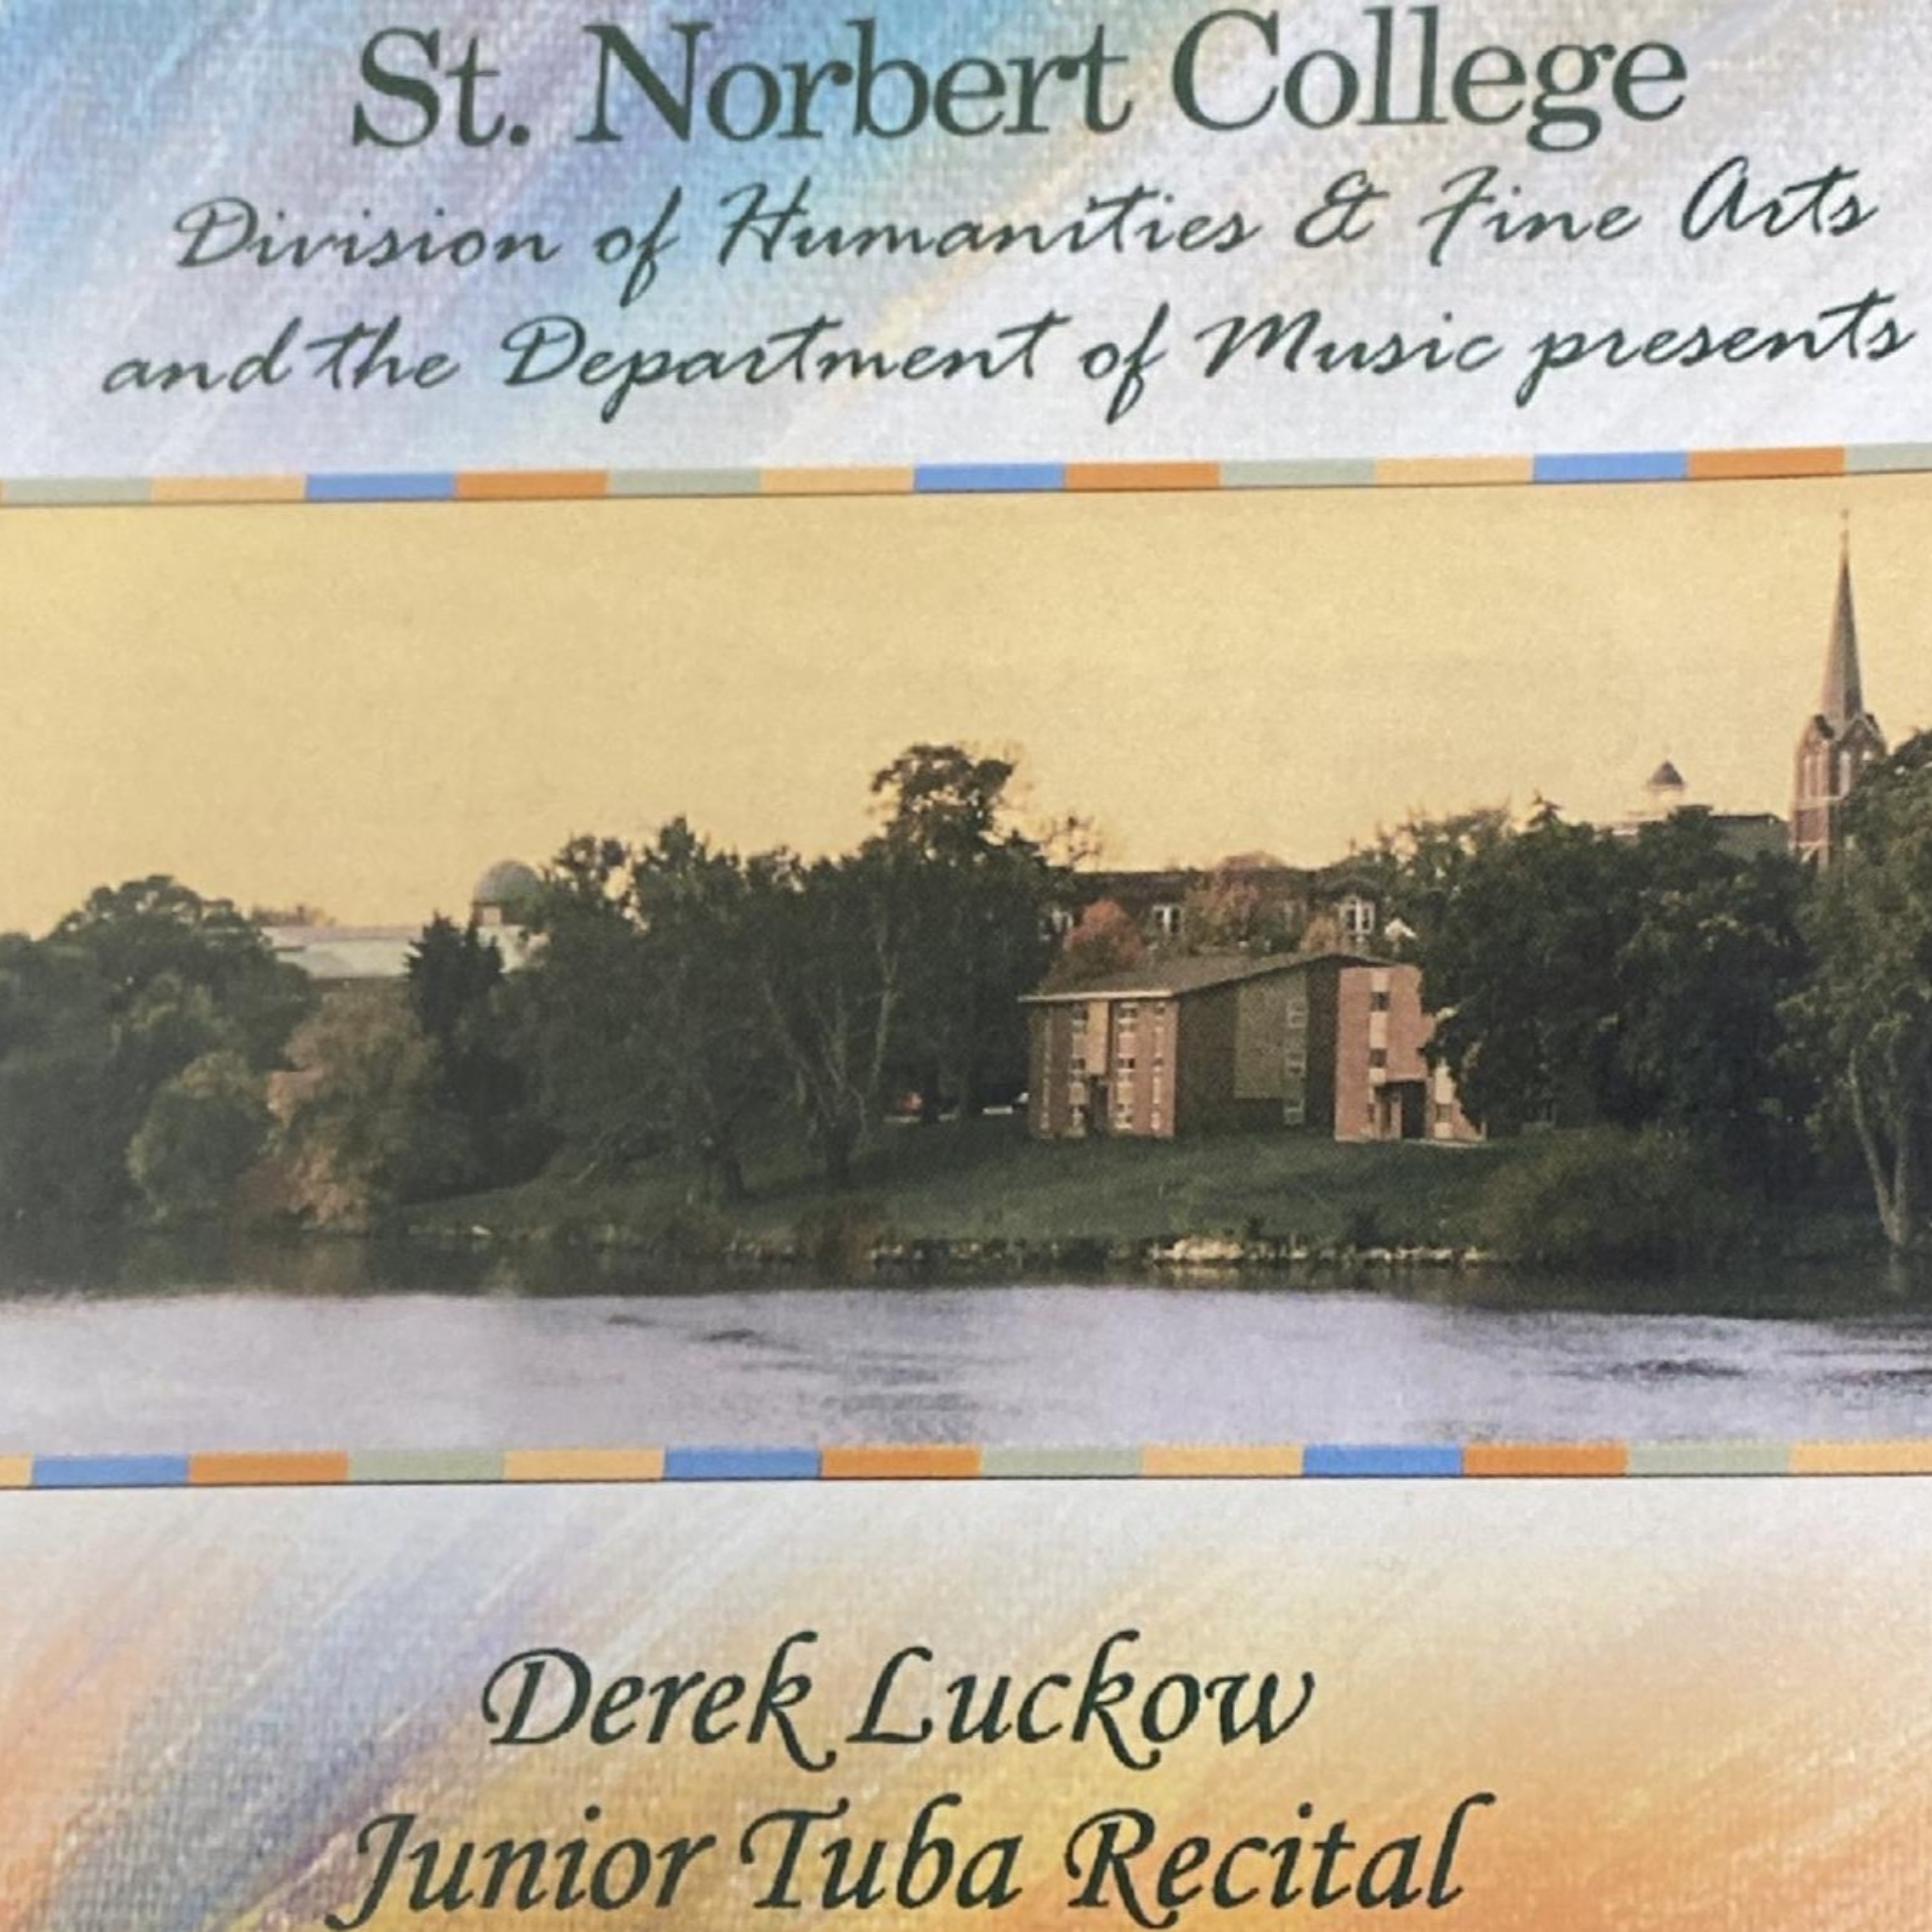 St. Norbert College
Division of Humanities & Fine Arts
and the Department of Music presents
Derek Luckow
Junior Tuba Recital